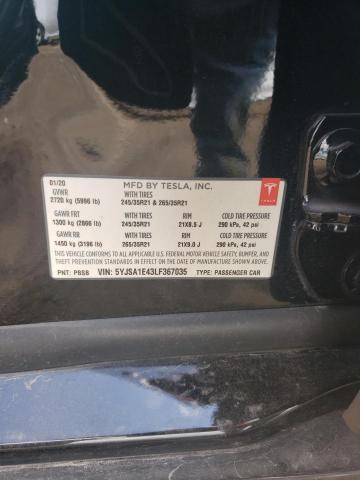 01/20 MFD BY TESLA, INC.
GVWR WITH TIRES
2720 kg (5996 lb) 245/35R21 & 265/35R21
GAWR FRT WITH TIRES RIM COLD TIRE PRESSURE
1300 kg (2866 lb) 245/35R21 21X8.5 J 290 kPa, 42 psi
GAWR RR WITH TIRES RIM COLD TIRE PRESSURE
1450 kg (3196 lb) 265/35R21 21X9.0 J 290 kPa, 42 psi
THIS VEHICLE CONFORMS TO ALL APPLICABLE U.S. FEDERAL MOTOR VEHICLE SAFETY,
BUMPER, AND THEFT PREVENTION STANDARDS IN EFFECT ON THE DATE OF MANUFACTURE SHOWN ABOVE.
PNT: PBSB VIN: 5YJSA1E43LF367035 TYPE: PASSENGER CAR
TESLA